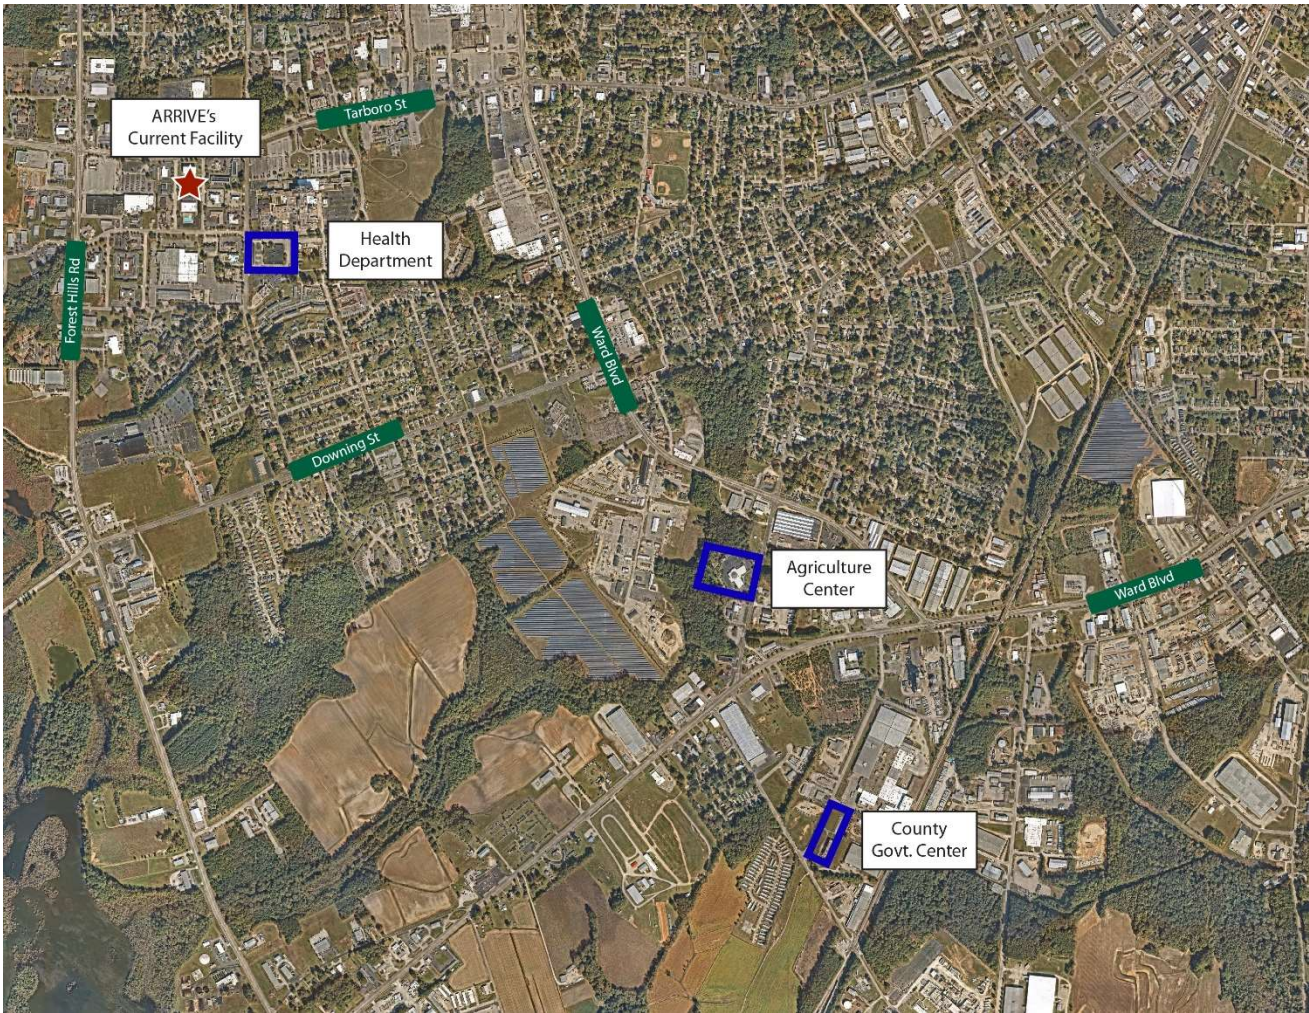 Tarboro St
ARRIVE's
Current Facility
Health
Department
Forest Hills Rd
Ward Blvd
Downing St
Agriculture
Center
Ward Blvd
County
Govt. Center